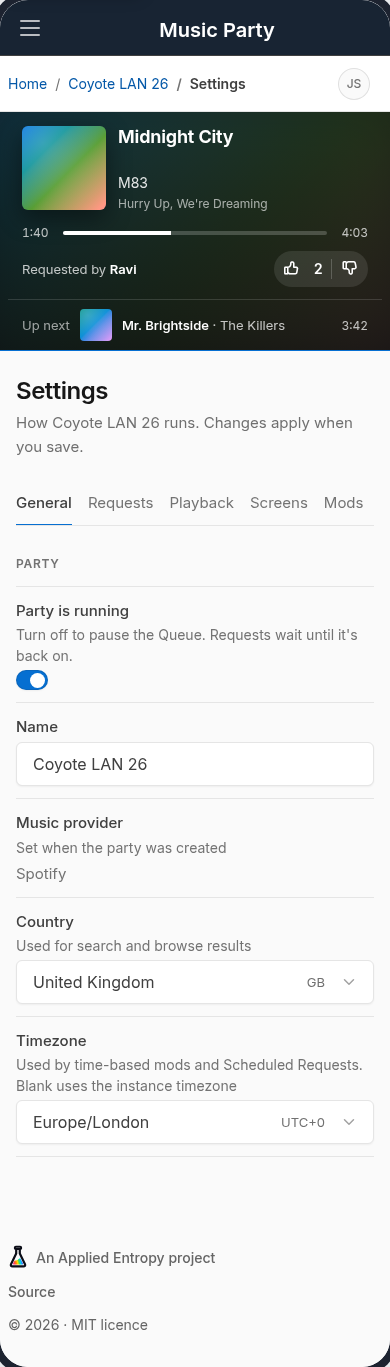 Music Party
Home / Coyote LAN 26 / Settings
JS
Midnight City
M83
Hurry Up, We're Dreaming
1:40
4:03
Requested by Ravi
2
Up next
Mr. Brightside · The Killers
3:42
Settings
How Coyote LAN 26 runs. Changes apply when
you save.
General Requests Playback Screens Mods
PARTY
Party is running
Turn off to pause the Queue. Requests wait until it's
back on.
Name
Coyote LAN 26
Music provider
Set when the party was created
Spotify
Country
Used for search and browse results
United Kingdom GB
Timezone
Used by time-based mods and Scheduled Requests.
Blank uses the instance timezone
Europe/London UTC+0
An Applied Entropy project
Source
© 2026 · MIT licence